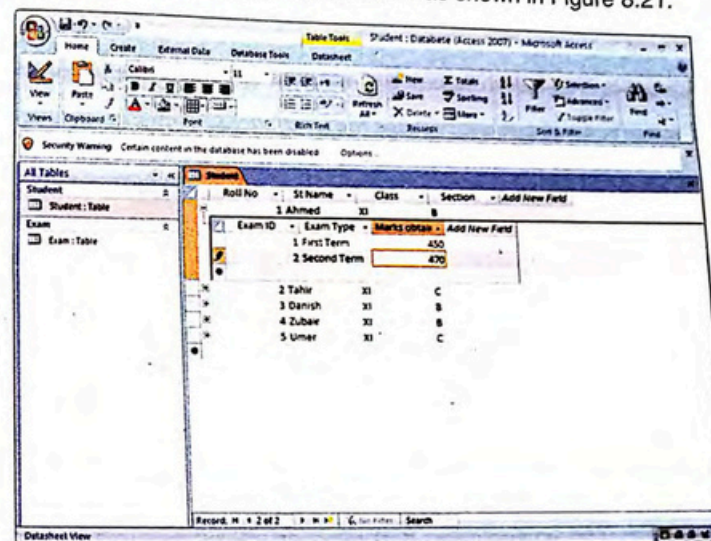 shown in Figure 8.21.
Table Tools Student : Database (Access 2007) - Microsoft Access
Home Create External Data Database Tools Datasheet
Calibri 11
New Totals Selection
Save Spelling Advanced
View Paste Refresh All Delete More Filter Toggle Filter Find
Views Clipboard Font Rich Text Records Sort & Filter Find
Security Warning Certain content in the database has been disabled Options...
All Tables Student
Student Roll No St Name Class Section Add New Field
Student : Table 1 Ahmed XI B
Exam Exam ID Exam Type Marks obtain Add New Field
Exam : Table 1 First Term 450
2 Second Term 470
2 Tahir XI C
3 Danish XI B
4 Zubair XI B
5 Umer XI C
Record: 2 of 2 No Filter Search
Datasheet View